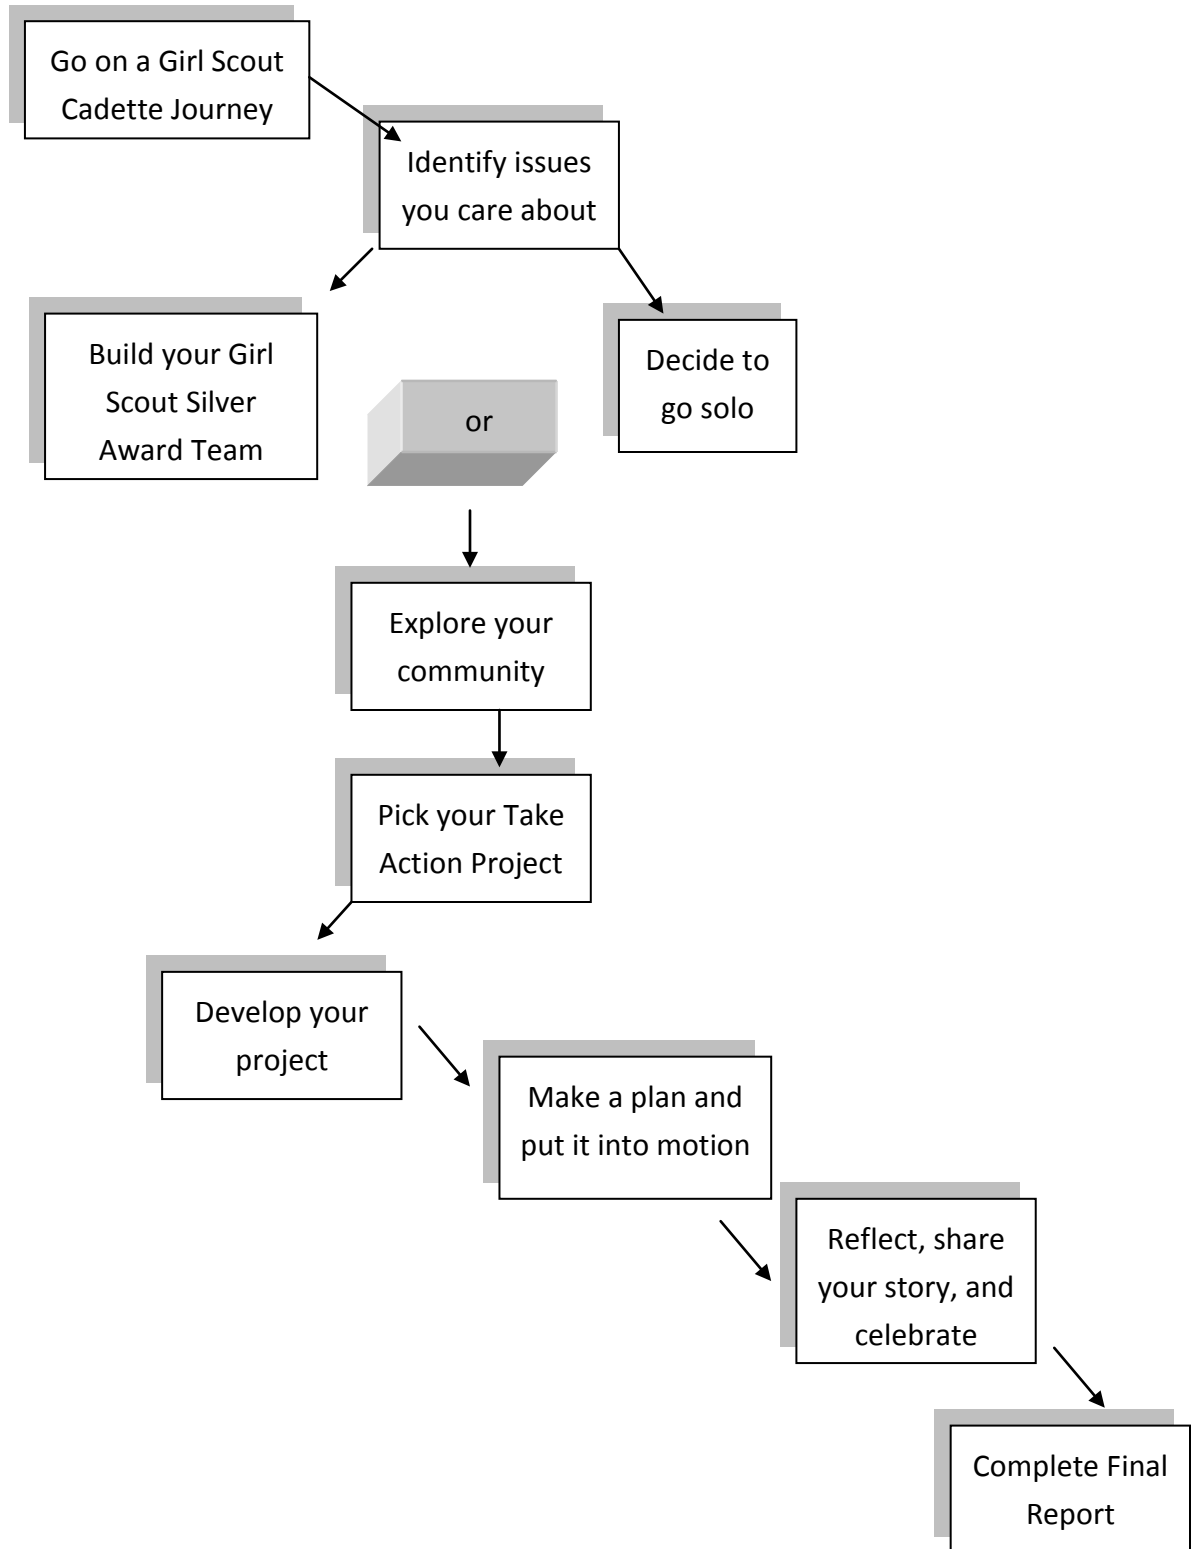 Go on a Girl Scout
Cadette Journey
Identify issues
you care about
Build your Girl
Scout Silver
Award Team
or
Decide to
go solo
Explore your
community
Pick your Take
Action Project
Develop your
project
Make a plan and
put it into motion
Reflect, share
your story, and
celebrate
Complete Final
Report